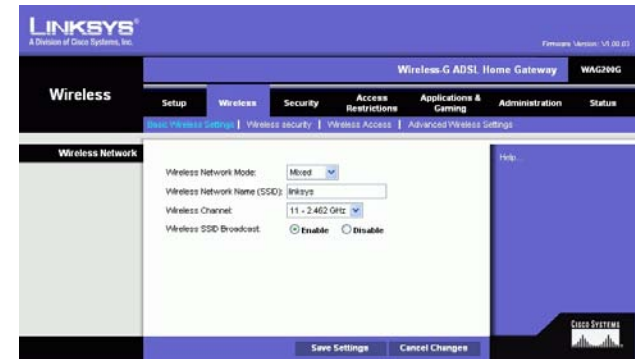 LINKSYS®
A Division of Cisco Systems, Inc.
Firmware Version: V1.00.03
Wireless-G ADSL Home Gateway
WAG200G
Wireless
Setup
Wireless
Security
Access Restrictions
Applications & Gaming
Administration
Status
Basic Wireless Settings | Wireless security | Wireless Access | Advanced Wireless Settings
Wireless Network
Help...
Wireless Network Mode: Mixed
Wireless Network Name (SSID): linksys
Wireless Channel: 11 - 2.462 GHz
Wireless SSID Broadcast: Enable Disable
Save Settings
Cancel Changes
CISCO SYSTEMS